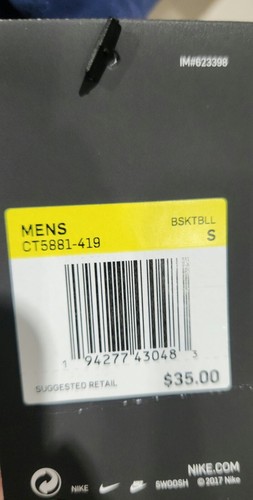 IM#623398
MENS BSKTBLL
CT5881-419 S
1 94277 43048 3
SUGGESTED RETAIL $35.00
NIKE.COM
NIKE SWOOSH © 2017 Nike